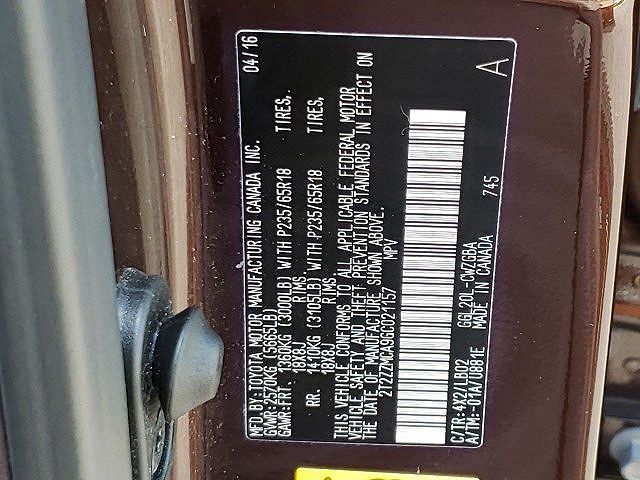 MFD.BY:TOYOTA MOTOR MANUFACTURING CANADA INC. 04/16
GVWR:2570KG(5665LB)
GAWR:FRT. 1360KG (3000LB) WITH P235/65R18 TIRES,
18X8J RIMS,
RR. 1410KG (3105LB) WITH P235/65R18 TIRES,
18X8J RIMS.
THIS VEHICLE CONFORMS TO ALL APPLICABLE FEDERAL MOTOR
VEHICLE SAFETY AND THEFT PREVENTION STANDARDS IN EFFECT ON
THE DATE OF MANUFACTURE SHOWN ABOVE.
2T2ZZMCA9GC021157 MPV
C/TR:4X2/LB02 GGL20L-CWZGBA
A/TM:-01A/U881E MADE IN CANADA 745
A